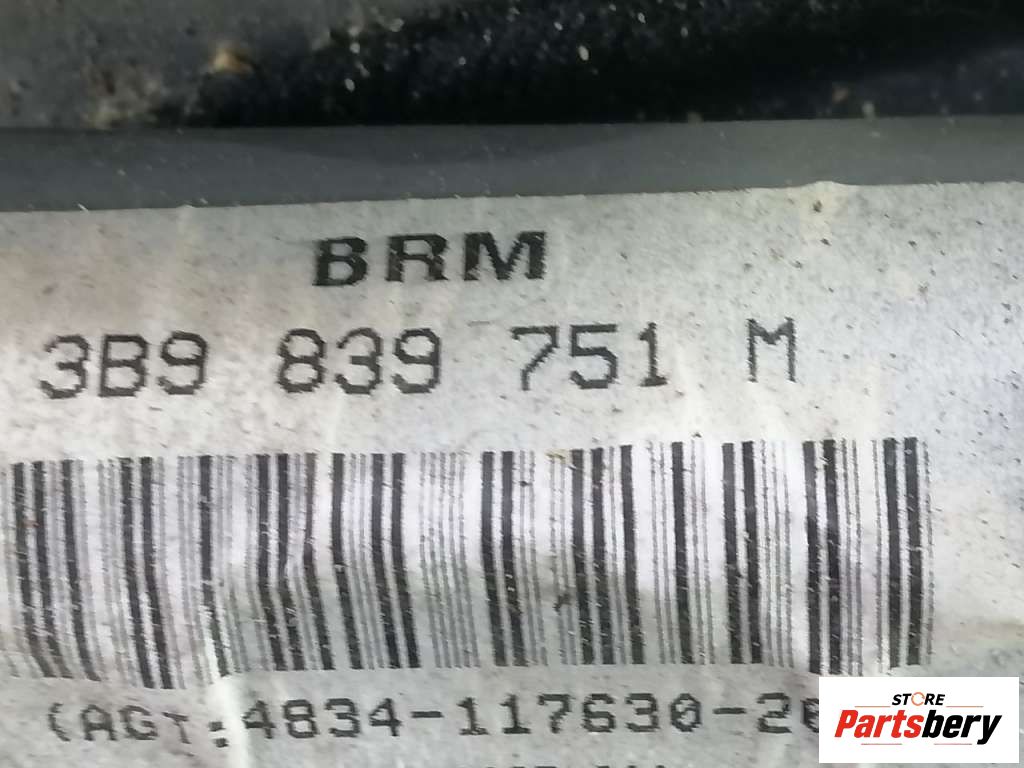 BRM
3B9 839 751 M
(AGT.:4834-117630-20
STORE
Partsbery